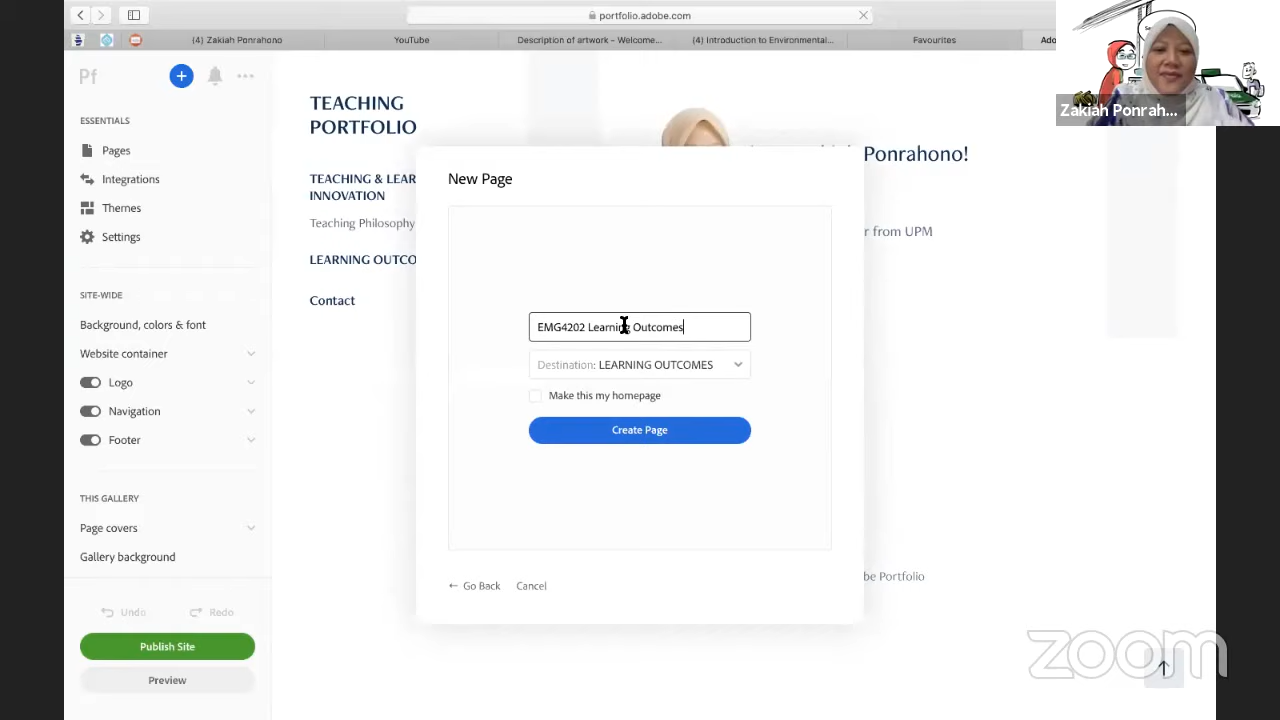 portfolio.adobe.com
(4) Zakiah Ponrahono
YouTube
Description of artwork - Welcome...
(4) Introduction to Environmental...
Favourites
Ado
Zakiah Ponrah...
Pf
ESSENTIALS
Pages
Integrations
Themes
Settings
SITE-WIDE
Background, colors & font
Website container
Logo
Navigation
Footer
THIS GALLERY
Page covers
Gallery background
Undo
Redo
Publish Site
Preview
TEACHING
PORTFOLIO
TEACHING & LEAR
INNOVATION
Teaching Philosophy
LEARNING OUTCO
Contact
Ponrahono!
r from UPM
be Portfolio
New Page
EMG4202 Learning Outcomes
Destination: LEARNING OUTCOMES
Make this my homepage
Create Page
← Go Back
Cancel
zoom